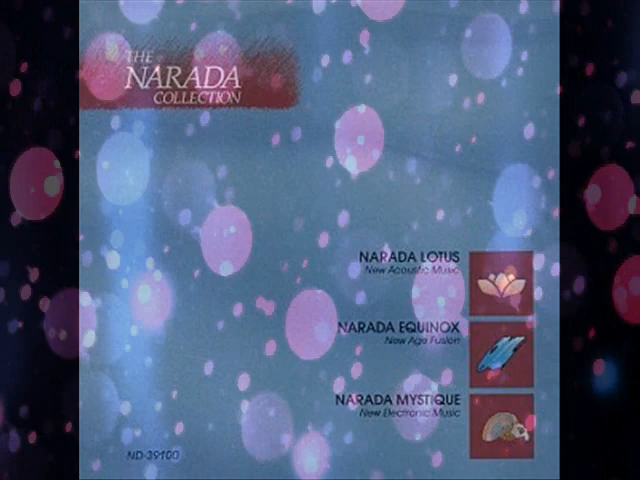 THE
NARADA
COLLECTION
NARADA LOTUS
New Acoustic Music
NARADA EQUINOX
New Age Fusion
NARADA MYSTIQUE
New Electronic Music
ND-39100